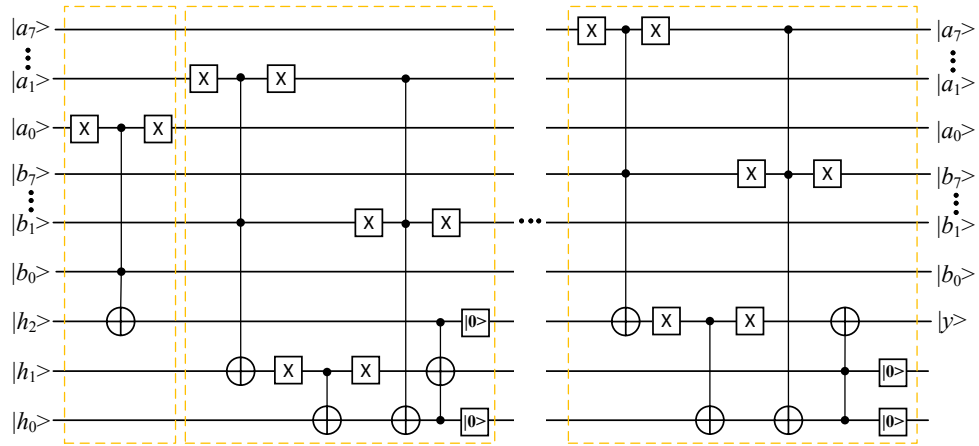 |a₇> X X |a₇>
|a₁> X X |a₁>
|a₀> X X |a₀>
|b₇> X X |b₇>
|b₁> X X |b₁>
|b₀> |b₀>
|h₂> |0> X X |y>
|h₁> X X |0>
|h₀> |0> |0>